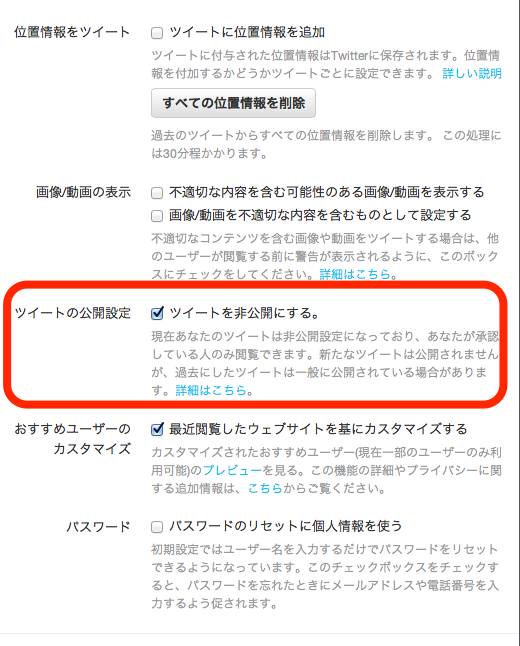 位置情報をツイート ツイートに位置情報を追加
ツイートに付与された位置情報はTwitterに保存されます。位置情
報を付加するかどうかツイートごとに設定できます。 詳しい説明
すべての位置情報を削除
過去のツイートからすべての位置情報を削除します。 この処理に
は30分程かかります。
画像/動画の表示 不適切な内容を含む可能性のある画像/動画を表示する
画像/動画を不適切な内容を含むものとして設定する
不適切なコンテンツを含む画像や動画をツイートする場合は、他
のユーザーが閲覧する前に警告が表示されるように、このボック
スにチェックをしてください。詳細はこちら。
ツイートの公開設定 ツイートを非公開にする。
現在あなたのツイートは非公開設定になっており、あなたが承認
している人のみ閲覧できます。新たなツイートは公開されません
が、過去にしたツイートは一般に公開されている場合がありま
す。詳細はこちら。
おすすめユーザーの 最近閲覧したウェブサイトを基にカスタマイズする
カスタマイズ
カスタマイズされたおすすめユーザー(現在一部のユーザーのみ利
用可能)のプレビューを見る。この機能の詳細やプライバシーに関
する追加情報は、こちらからご覧ください。
パスワード パスワードのリセットに個人情報を使う
初期設定ではユーザー名を入力するだけでパスワードをリセット
できるようになっています。このチェックボックスをチェックす
ると、パスワードを忘れたときにメールアドレスや電話番号を入
力するよう促されます。